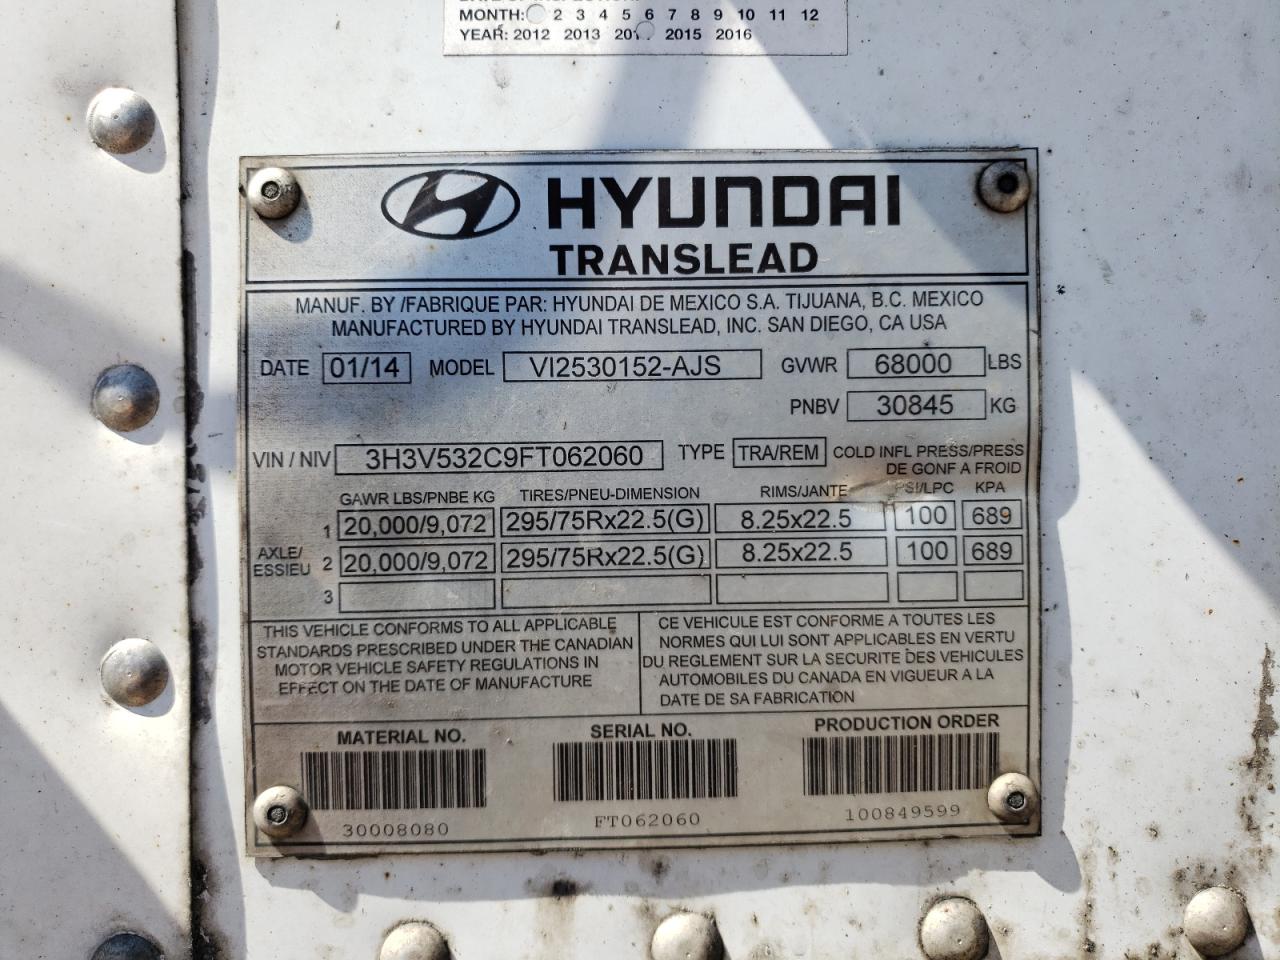 MONTH: 2 3 4 5 6 7 8 9 10 11 12
YEAR: 2012 2013 2015 2016
HYUNDAI
TRANSLEAD
MANUF. BY /FABRIQUE PAR: HYUNDAI DE MEXICO S.A. TIJUANA, B.C. MEXICO
MANUFACTURED BY HYUNDAI TRANSLEAD, INC. SAN DIEGO, CA USA
DATE 01/14 MODEL VI2530152-AJS GVWR 68000 LBS
PNBV 30845 KG
VIN / NIV 3H3V532C9FT062060 TYPE TRA/REM COLD INFL PRESS/PRESS
DE GONF A FROID
GAWR LBS/PNBE KG TIRES/PNEU-DIMENSION RIMS/JANTE PSI/LPC KPA
1 20,000/9,072 295/75Rx22.5(G) 8.25x22.5 100 689
AXLE/
ESSIEU 2 20,000/9,072 295/75Rx22.5(G) 8.25x22.5 100 689
3
THIS VEHICLE CONFORMS TO ALL APPLICABLE
STANDARDS PRESCRIBED UNDER THE CANADIAN
MOTOR VEHICLE SAFETY REGULATIONS IN
EFFECT ON THE DATE OF MANUFACTURE
CE VEHICULE EST CONFORME A TOUTES LES
NORMES QUI LUI SONT APPLICABLES EN VERTU
DU REGLEMENT SUR LA SECURITE DES VEHICULES
AUTOMOBILES DU CANADA EN VIGUEUR A LA
DATE DE SA FABRICATION
MATERIAL NO. SERIAL NO. PRODUCTION ORDER
30008080 FT062060 100849599